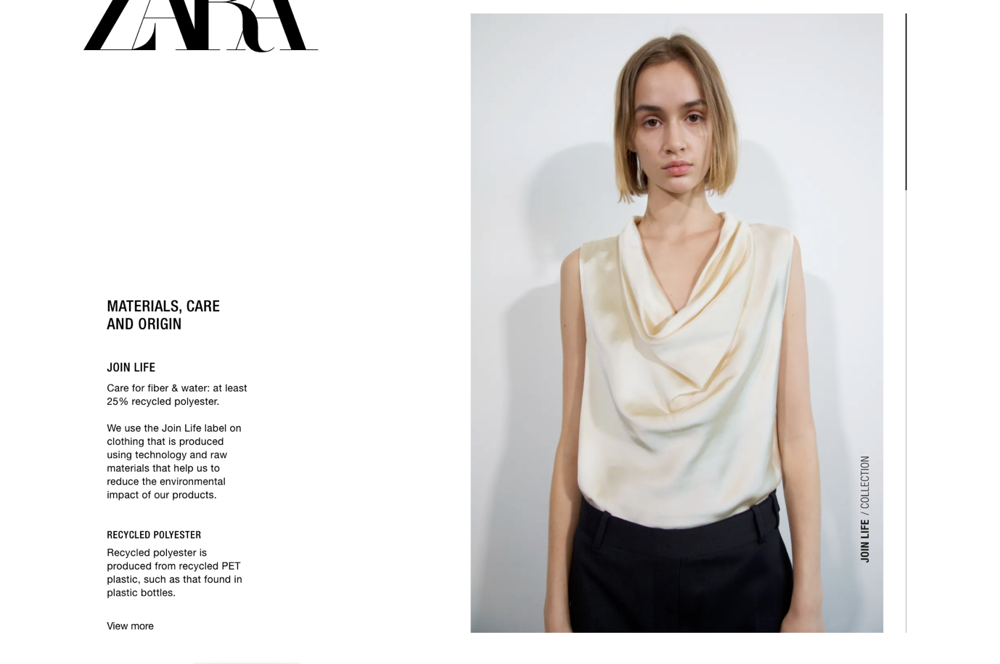 ZARA
MATERIALS, CARE
AND ORIGIN
JOIN LIFE
Care for fiber & water: at least
25% recycled polyester.
We use the Join Life label on
clothing that is produced
using technology and raw
materials that help us to
reduce the environmental
impact of our products.
RECYCLED POLYESTER
Recycled polyester is
produced from recycled PET
plastic, such as that found in
plastic bottles.
View more
JOIN LIFE / COLLECTION